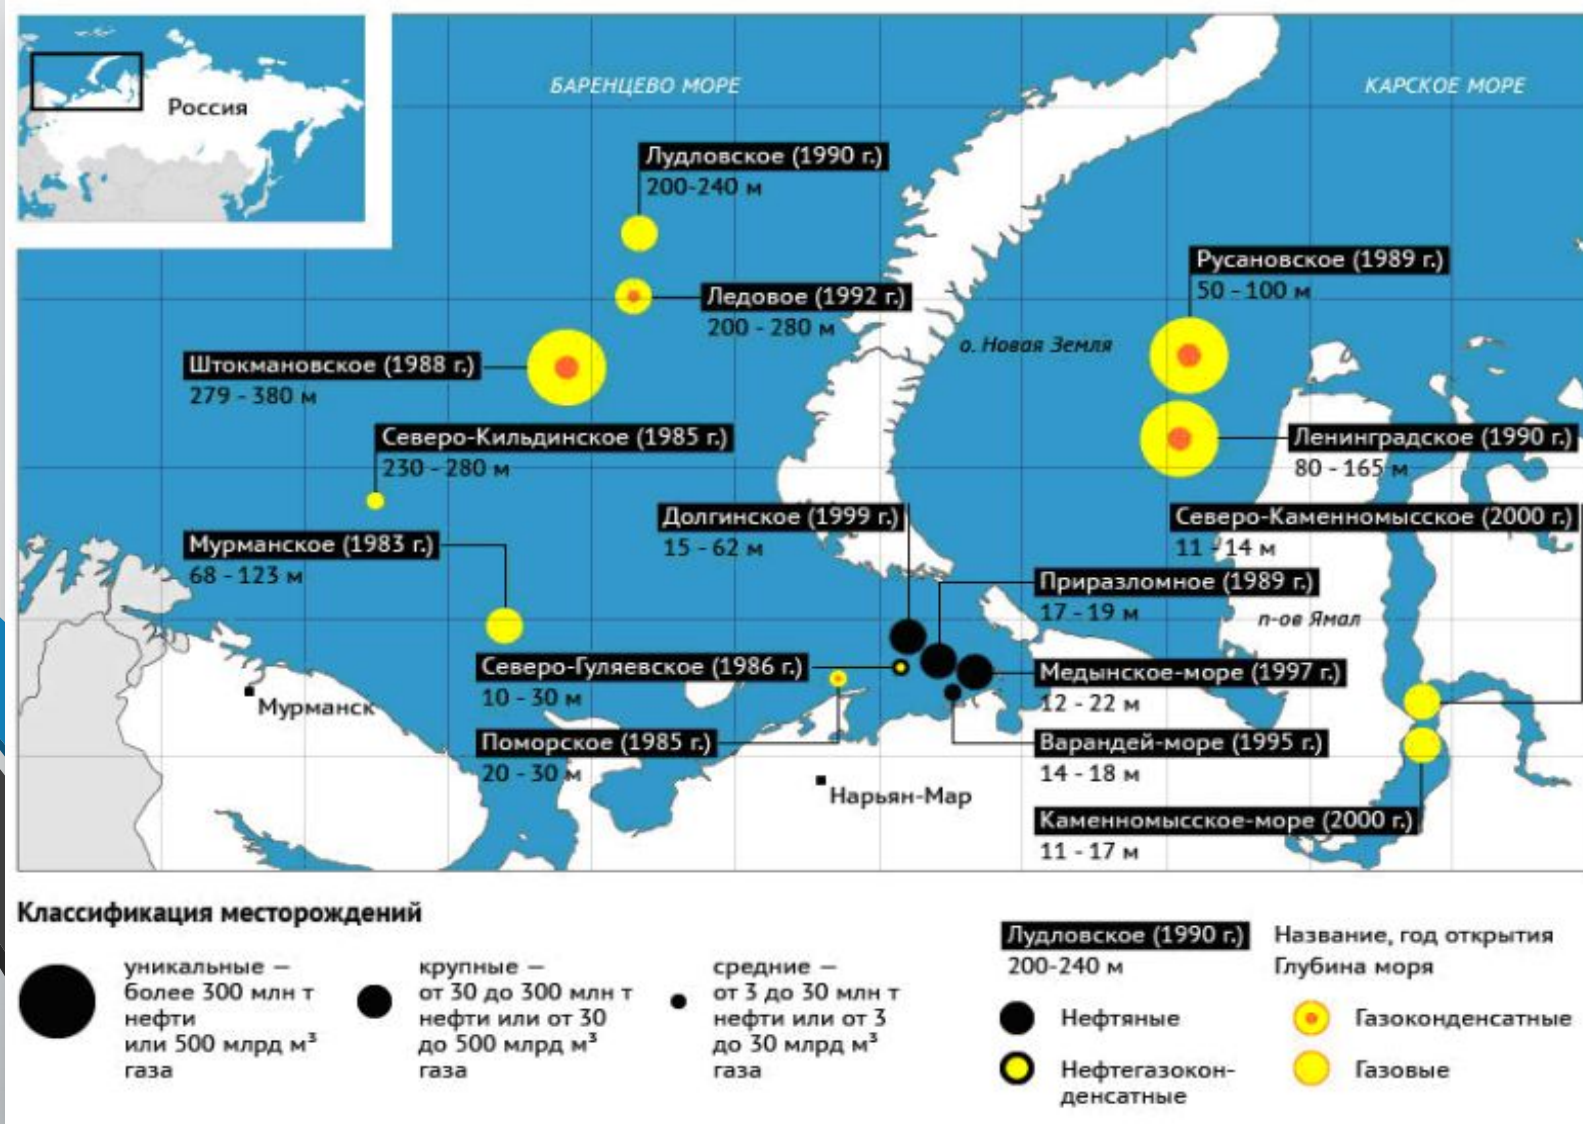 Россия
БАРЕНЦЕВО МОРЕ
КАРСКОЕ МОРЕ
Лудловское (1990 г.)
200-240 м
Русановское (1989 г.)
50 - 100 м
Ледовое (1992 г.)
200 - 280 м
о. Новая Земля
Штокмановское (1988 г.)
279 - 380 м
Северо-Кильдинское (1985 г.)
230 - 280 м
Ленинградское (1990 г.)
80 - 165 м
Долгинское (1999 г.)
15 - 62 м
Северо-Каменномысское (2000 г.)
11 - 14 м
Мурманское (1983 г.)
68 - 123 м
Приразломное (1989 г.)
17 - 19 м
п-ов Ямал
Северо-Гуляевское (1986 г.)
10 - 30 м
Медынское-море (1997 г.)
12 - 22 м
Мурманск
Поморское (1985 г.)
20 - 30 м
Варандей-море (1995 г.)
14 - 18 м
Нарьян-Мар
Каменномысское-море (2000 г.)
11 - 17 м
Классификация месторождений
уникальные —
более 300 млн т
нефти
или 500 млрд м³
газа
крупные —
от 30 до 300 млн т
нефти или от 30
до 500 млрд м³
газа
средние —
от 3 до 30 млн т
нефти или от 3
до 30 млрд м³
газа
Лудловское (1990 г.)
200-240 м
Название, год открытия
Глубина моря
Нефтяные
Газоконденсатные
Нефтегазокон-
денсатные
Газовые